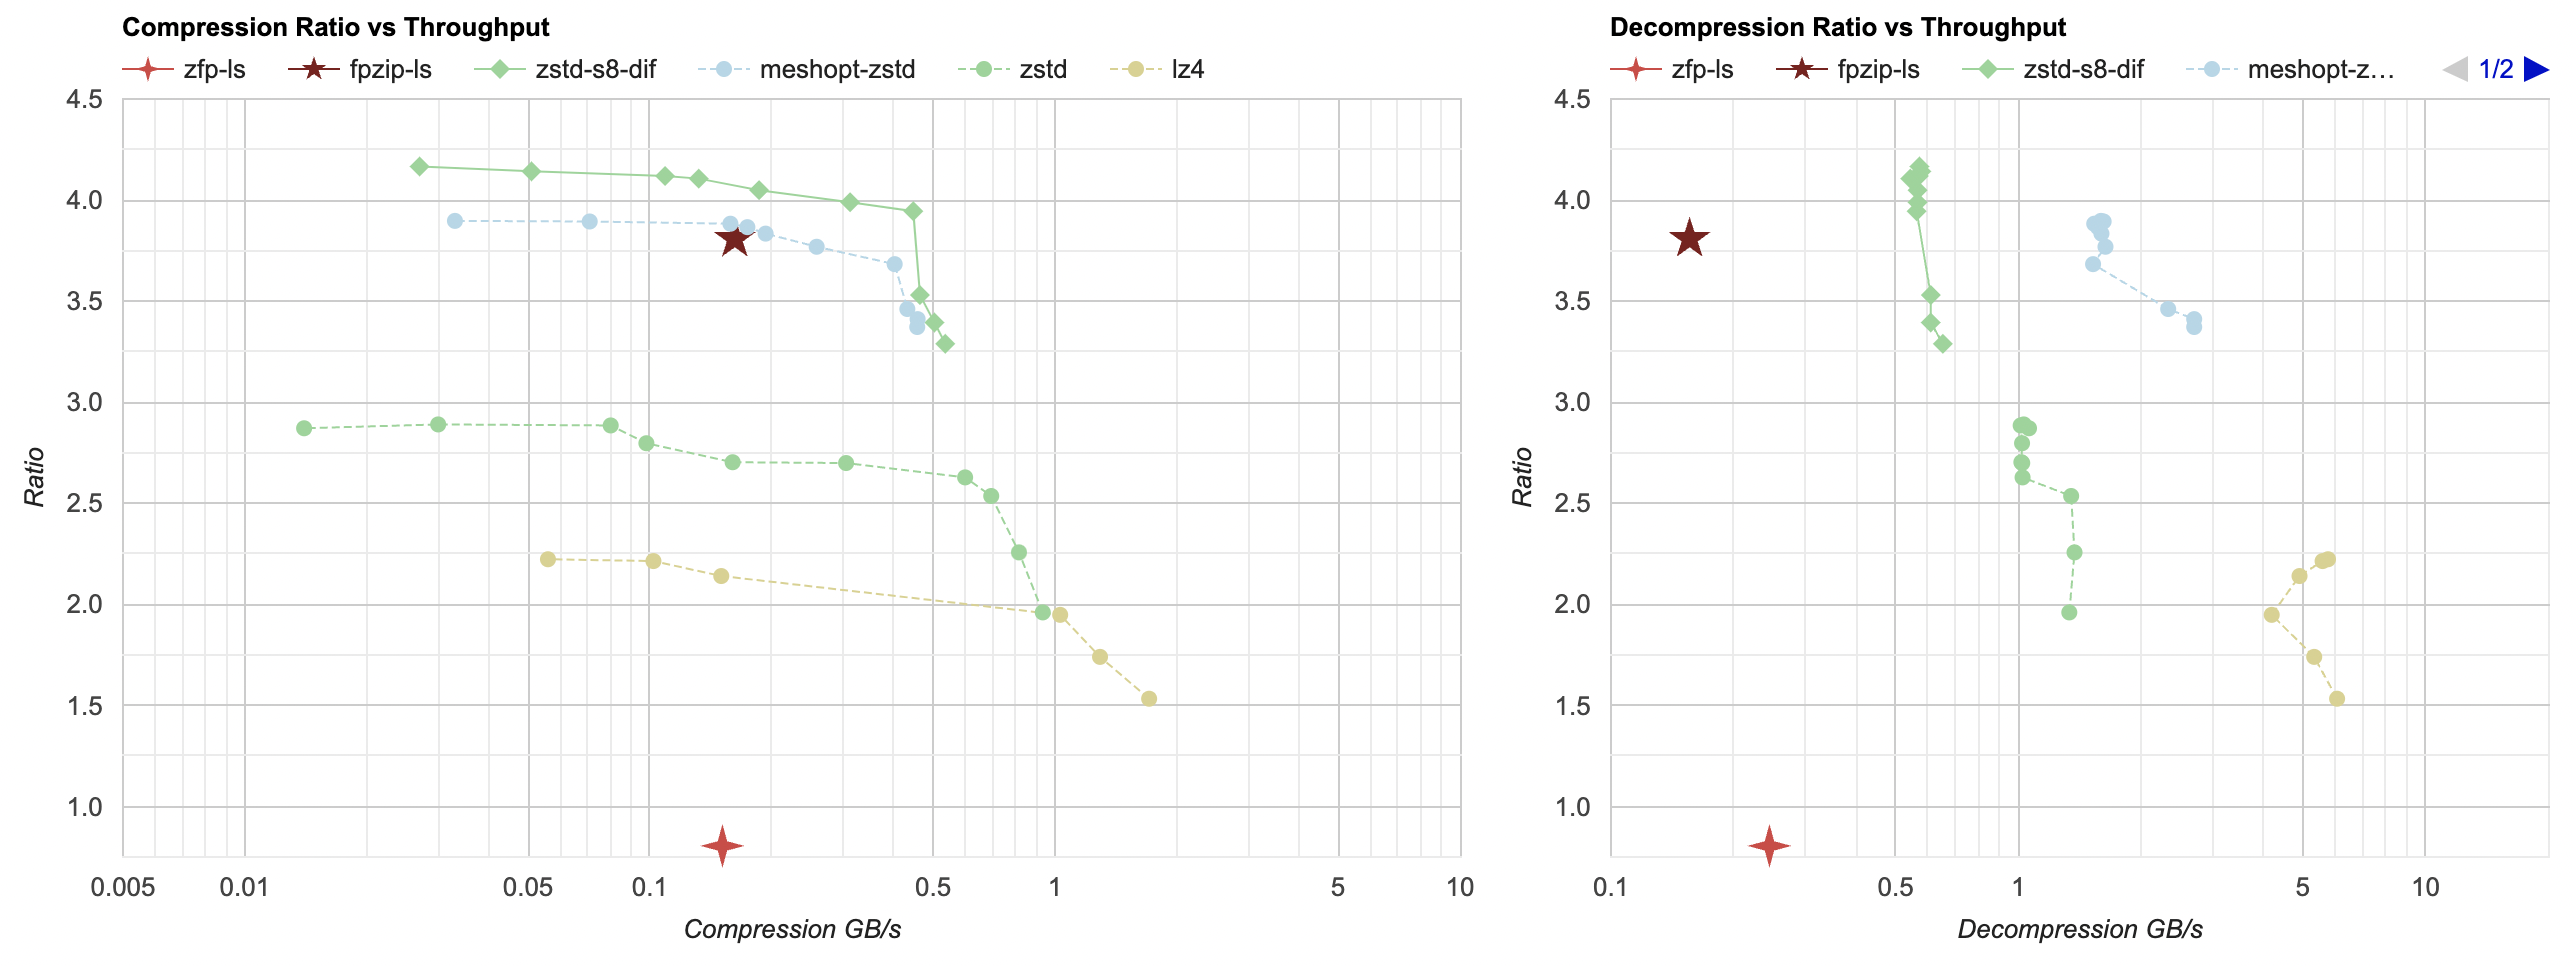 Compression Ratio vs Throughput
zfp-ls fpzip-ls zstd-s8-dif meshopt-zstd zstd lz4
4.5
4.0
3.5
3.0
2.5
2.0
1.5
1.0
Ratio
0.005 0.01 0.05 0.1 0.5 1 5 10
Compression GB/s
Decompression Ratio vs Throughput
zfp-ls fpzip-ls zstd-s8-dif meshopt-z... 1/2
4.5
4.0
3.5
3.0
2.5
2.0
1.5
1.0
Ratio
0.1 0.5 1 5 10
Decompression GB/s